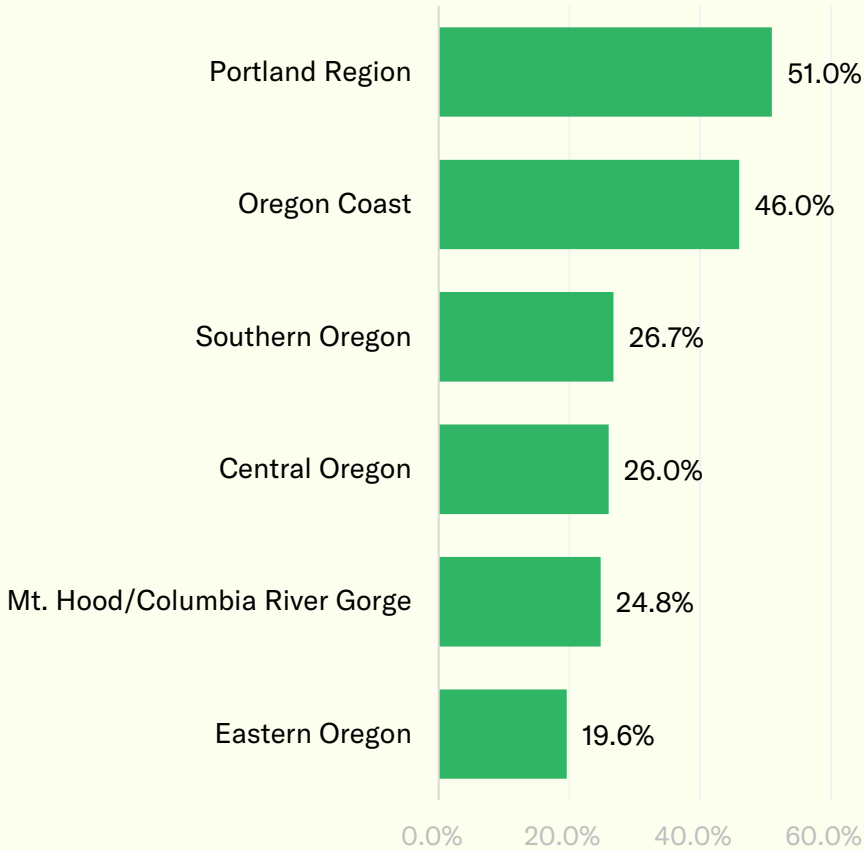 Portland Region 51.0%
Oregon Coast 46.0%
Southern Oregon 26.7%
Central Oregon 26.0%
Mt. Hood/Columbia River Gorge 24.8%
Eastern Oregon 19.6%
0.0% 20.0% 40.0% 60.0%